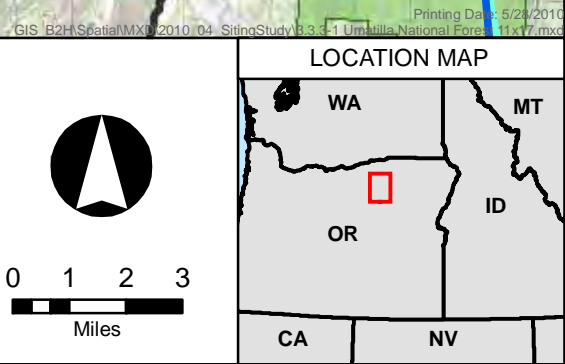 Printing Date: 5/28/2010
GIS_B2H\Spatial\MXD\2010_04_SitingStudy\3.3.3-1 Umatilla National Forest 11x17.mxd
LOCATION MAP
WA
MT
ID
OR
CA
NV
0 1 2 3
Miles